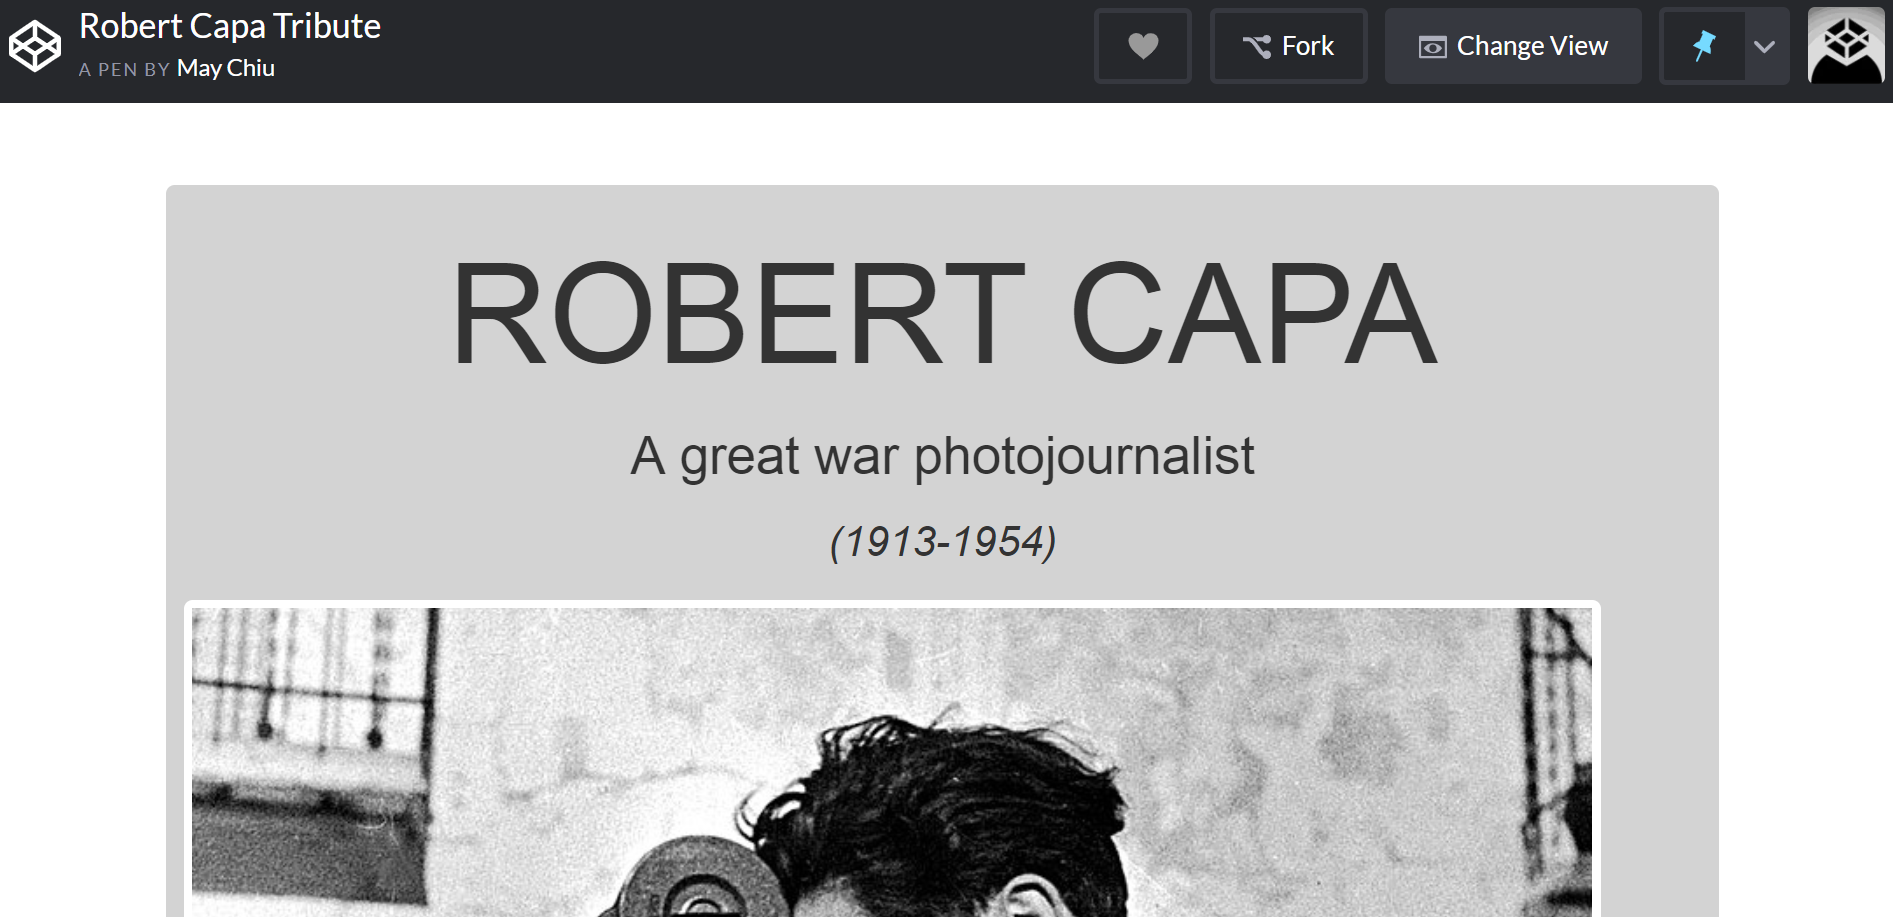 Robert Capa Tribute
A PEN BY May Chiu
Fork
Change View
ROBERT CAPA
A great war photojournalist
(1913-1954)